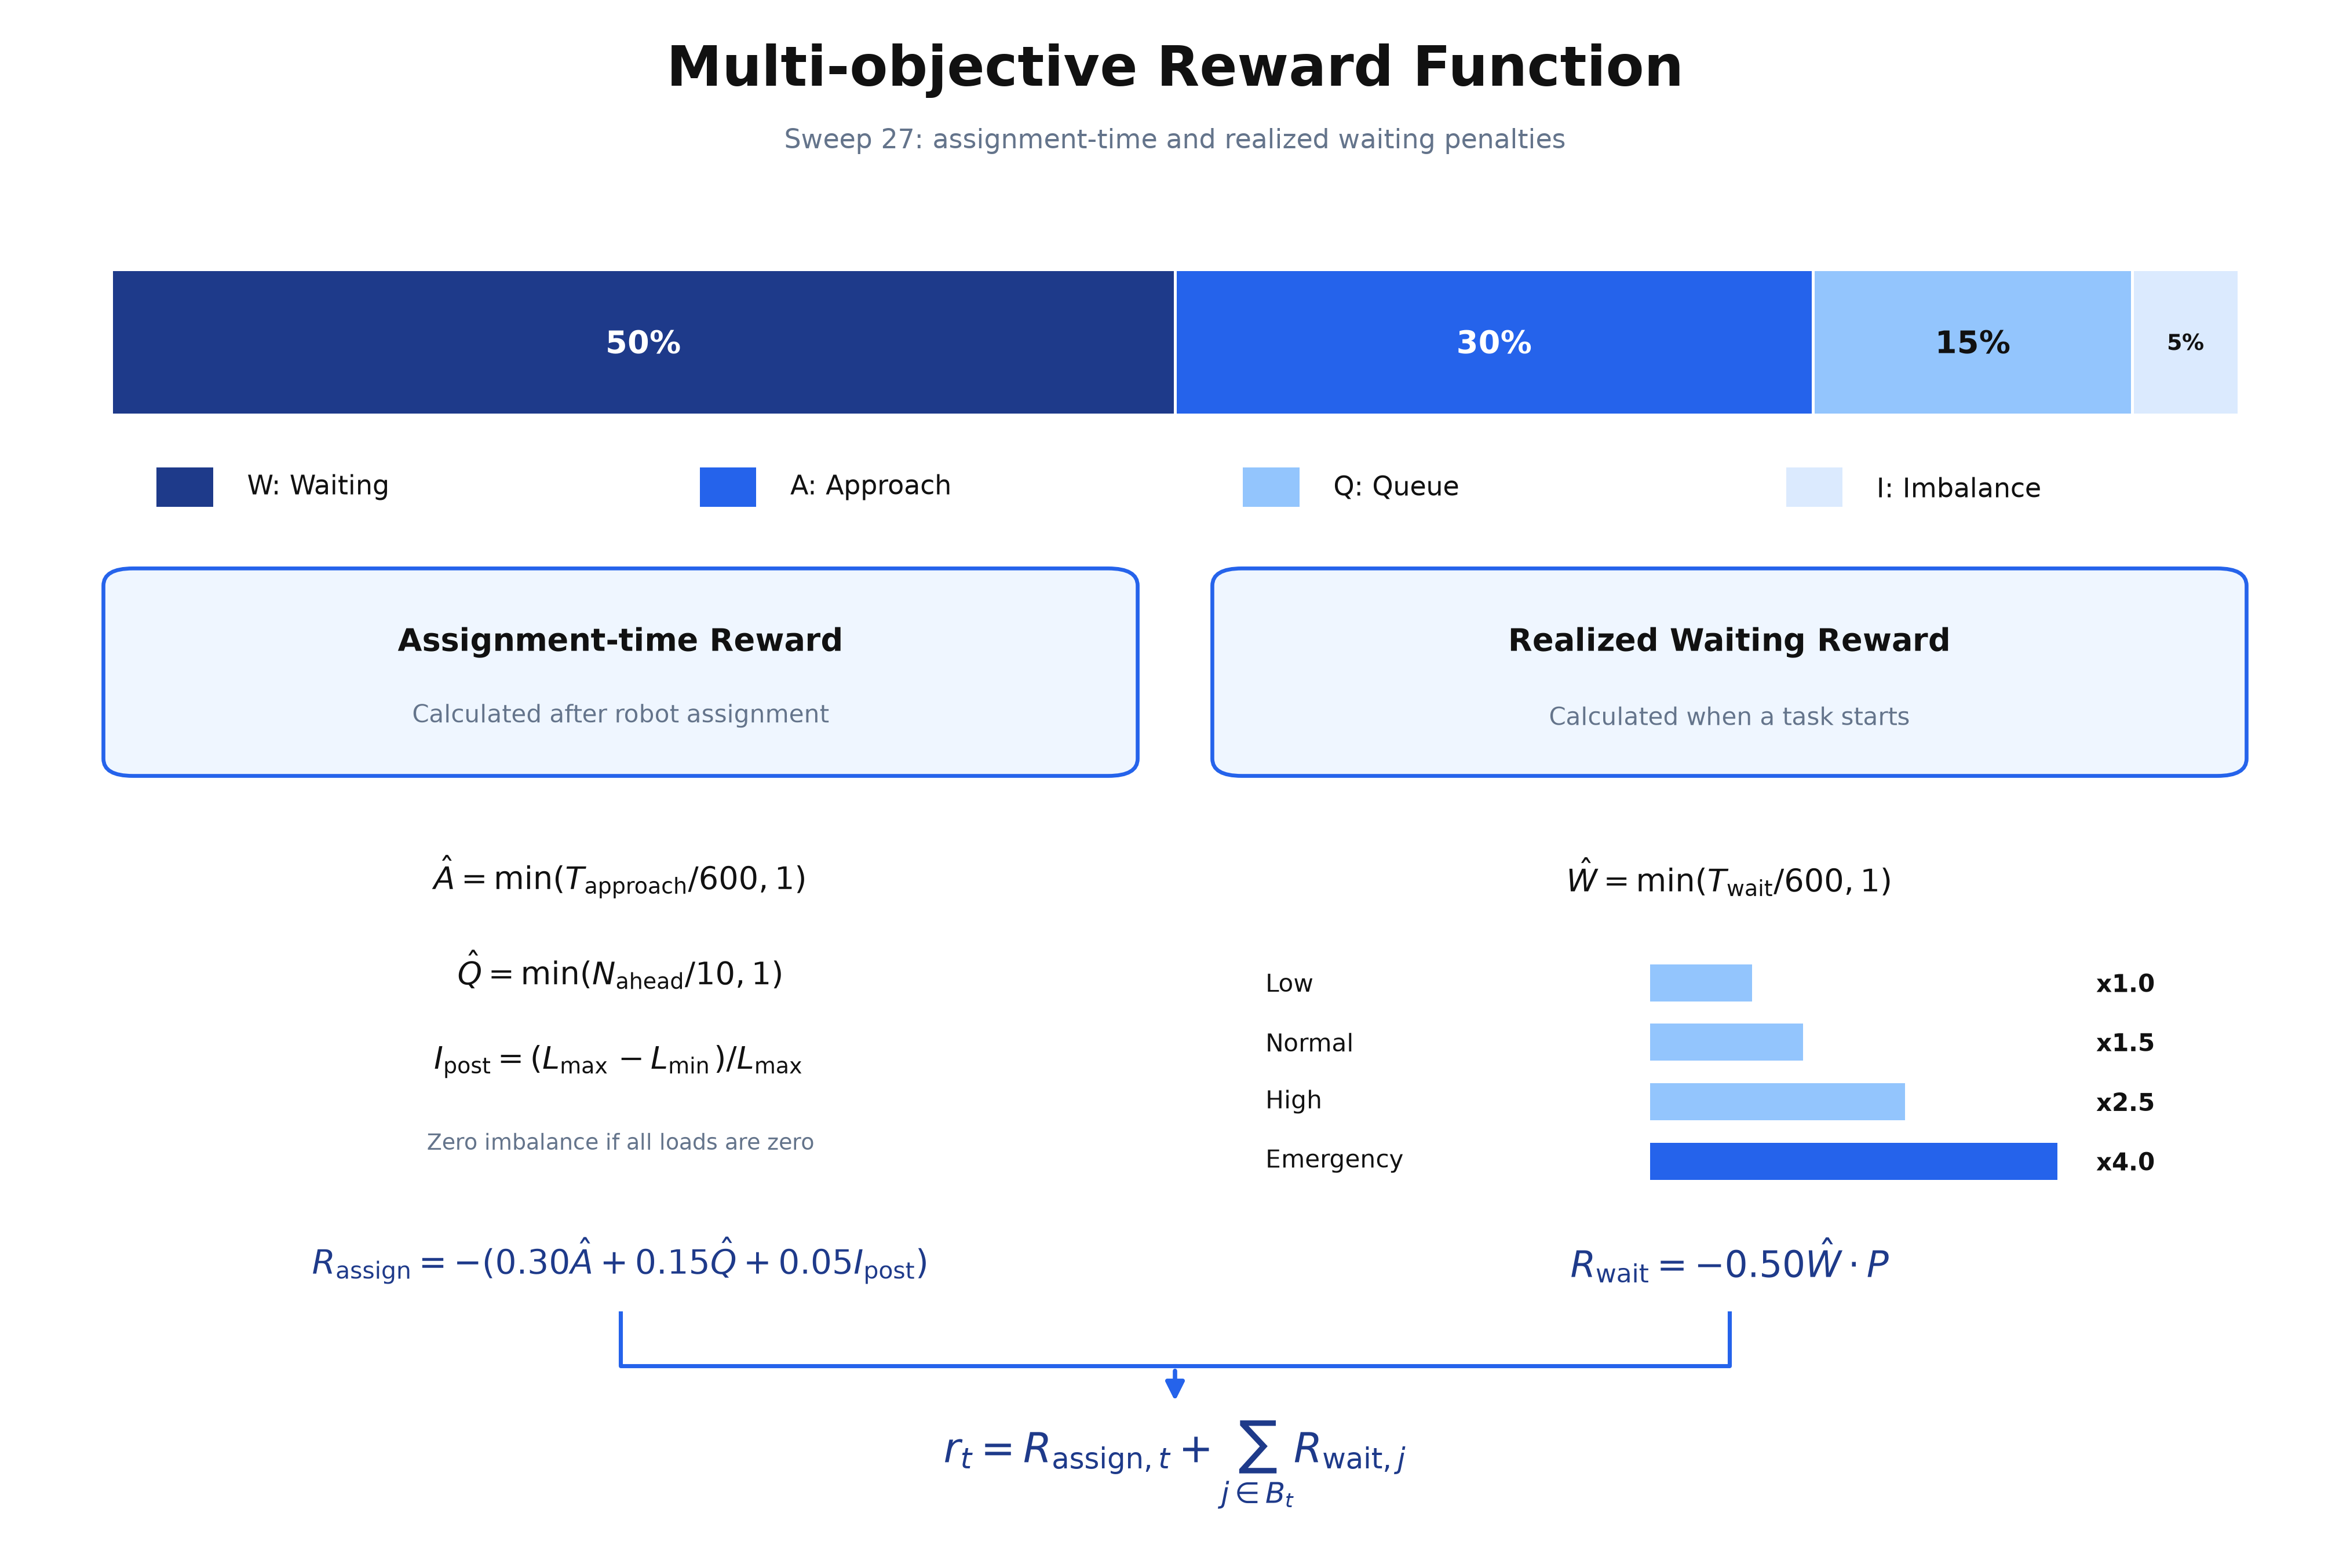 Multi-objective Reward Function
Sweep 27: assignment-time and realized waiting penalties
50% 30% 15% 5%
W: Waiting A: Approach Q: Queue I: Imbalance
Assignment-time Reward
Calculated after robot assignment
Realized Waiting Reward
Calculated when a task starts
Â = min(T_approach/600, 1)
Q̂ = min(N_ahead/10, 1)
I_post = (L_max − L_min)/L_max
Zero imbalance if all loads are zero
R_assign = −(0.30Â + 0.15Q̂ + 0.05I_post)
Ŵ = min(T_wait/600, 1)
Low x1.0
Normal x1.5
High x2.5
Emergency x4.0
R_wait = −0.50Ŵ · P
r_t = R_assign,t + ∑_{j∈B_t} R_wait,j